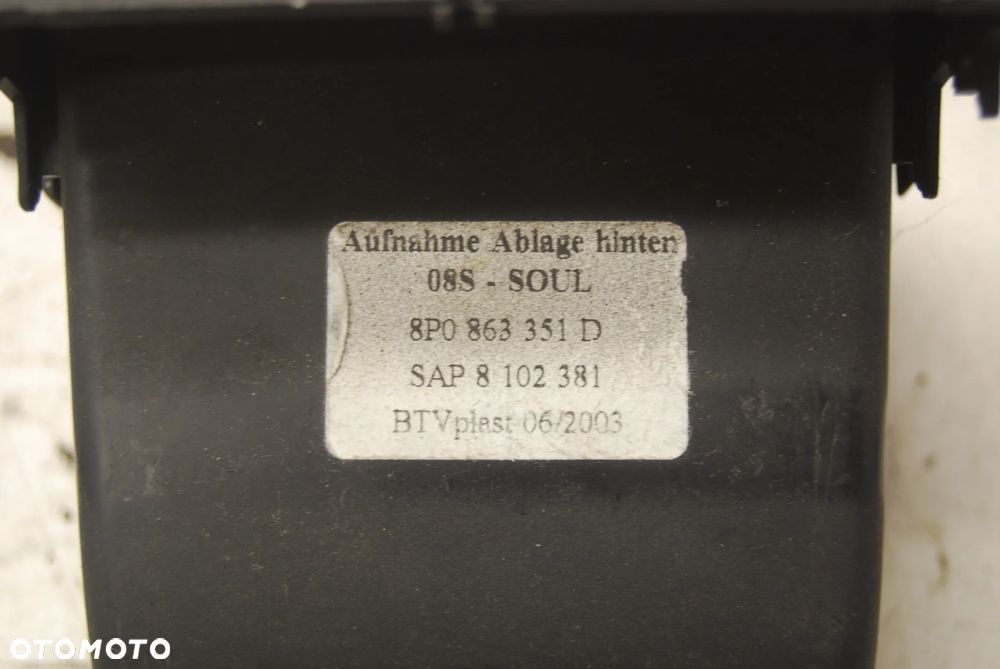 Aufnahme Ablage hinten
08S - SOUL
8P0 863 351 D
SAP 8 102 381
BTVplast 06/2003
OTOMOTO